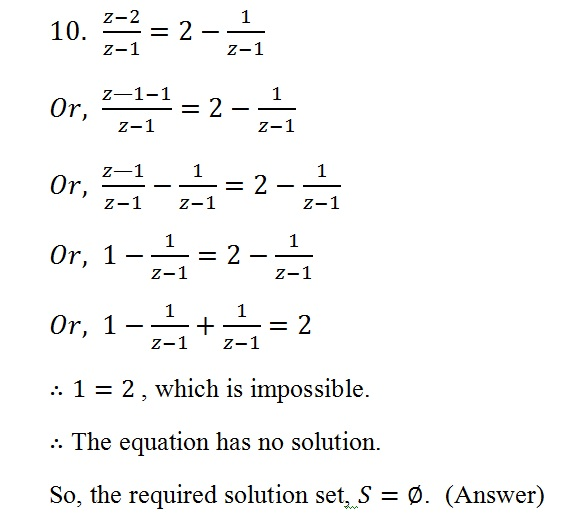 10. z−2/z−1 = 2 − 1/z−1
Or, z—1−1/z−1 = 2 − 1/z−1
Or, z—1/z−1 − 1/z−1 = 2 − 1/z−1
Or, 1 − 1/z−1 = 2 − 1/z−1
Or, 1 − 1/z−1 + 1/z−1 = 2
∴ 1 = 2 , which is impossible.
∴ The equation has no solution.
So, the required solution set, S = ∅. (Answer)